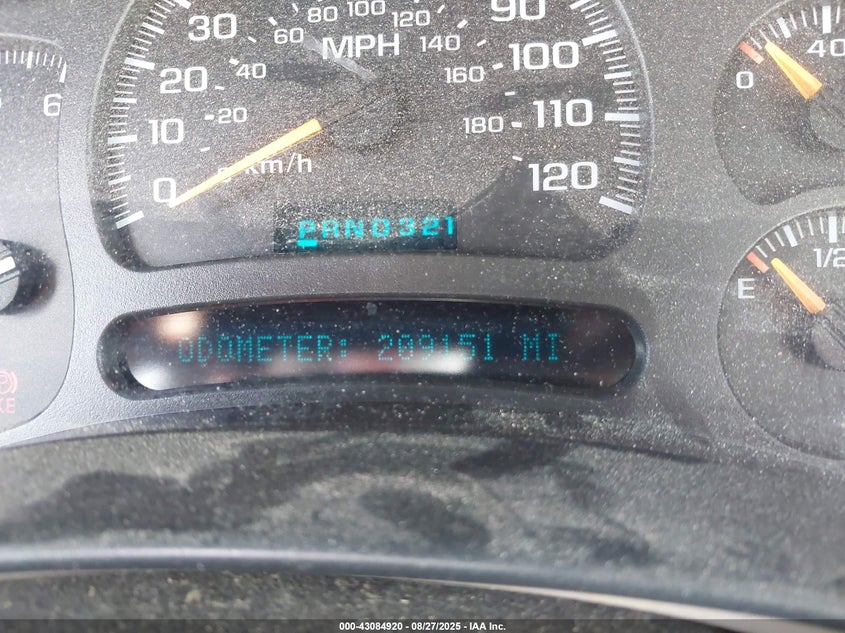 80 100 120
30 90
60 MPH 140
40 100
20 160
6 20 110
10 180
0 km/h 120
PRND321
0 40
E 1/2
ODOMETER: 209151 MI
000-43084920 - 08/27/2025 - IAA Inc.